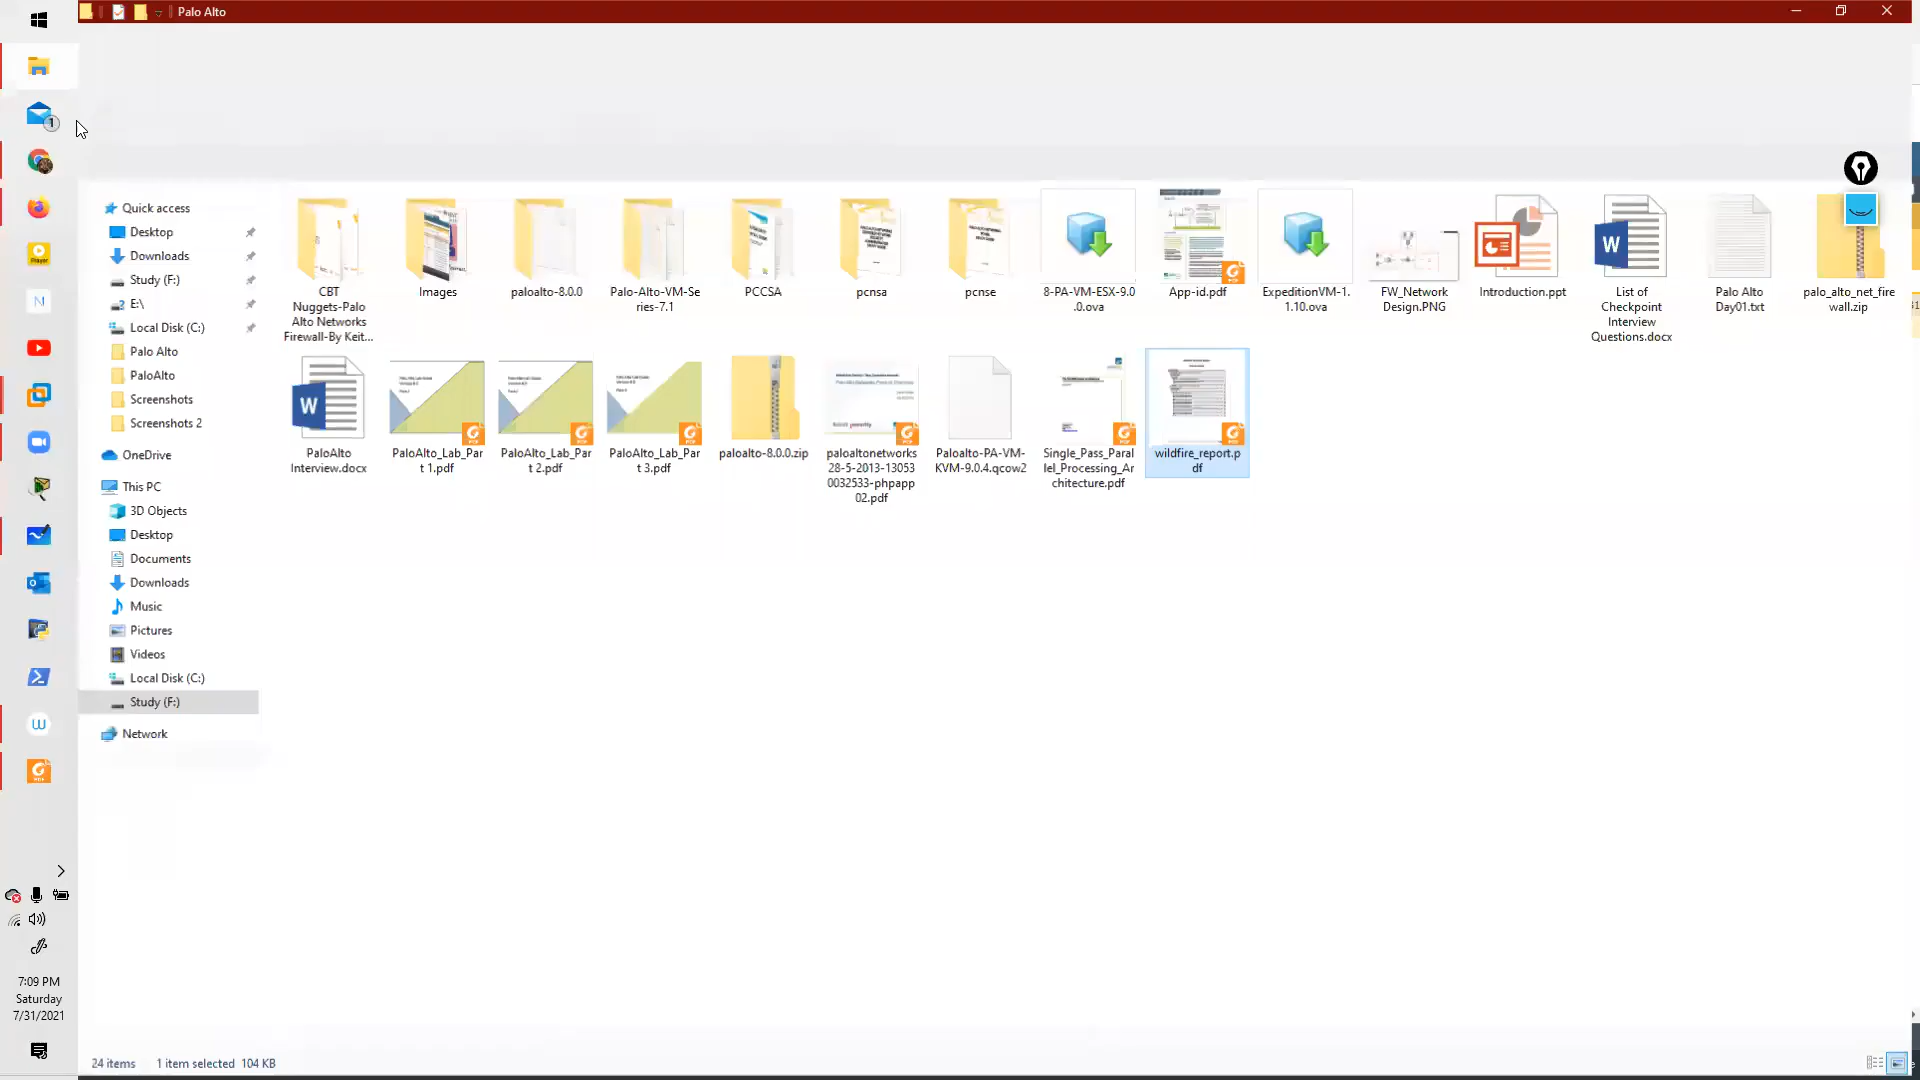 Palo Alto
1
Player
N
Quick access
Desktop
Downloads
Study (F:)
E:\
Local Disk (C:)
Palo Alto
PaloAlto
Screenshots
Screenshots 2
OneDrive
This PC
3D Objects
Desktop
Documents
Downloads
Music
Pictures
Videos
Local Disk (C:)
Study (F:)
Network
CBT
Nuggets-Palo
Alto Networks
Firewall-By Keit...
Images
paloalto-8.0.0
Palo-Alto-VM-Se
ries-7.1
PCCSA
pcnsa
pcnse
8-PA-VM-ESX-9.0
.0.ova
App-id.pdf
ExpeditionVM-1.
1.10.ova
FW_Network
Design.PNG
Introduction.ppt
List of
Checkpoint
Interview
Questions.docx
Palo Alto
Day01.txt
palo_alto_net_fire
wall.zip
PaloAlto
Interview.docx
PaloAlto_Lab_Par
t 1.pdf
PaloAlto_Lab_Par
t 2.pdf
PaloAlto_Lab_Par
t 3.pdf
paloalto-8.0.0.zip
paloaltonetworks
28-5-2013-13053
0032533-phpapp
02.pdf
Paloalto-PA-VM-
KVM-9.0.4.qcow2
Single_Pass_Paral
lel_Processing_Ar
chitecture.pdf
wildfire_report.p
df
7:09 PM
Saturday
7/31/2021
24 items
1 item selected 104 KB